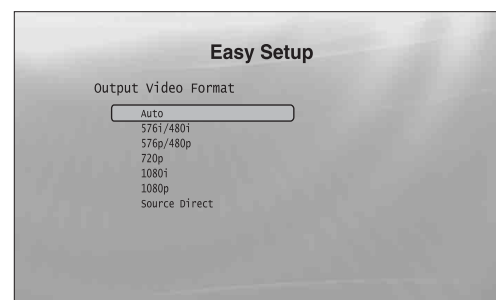 Easy Setup
Output Video Format
Auto
576i/480i
576p/480p
720p
1080i
1080p
Source Direct